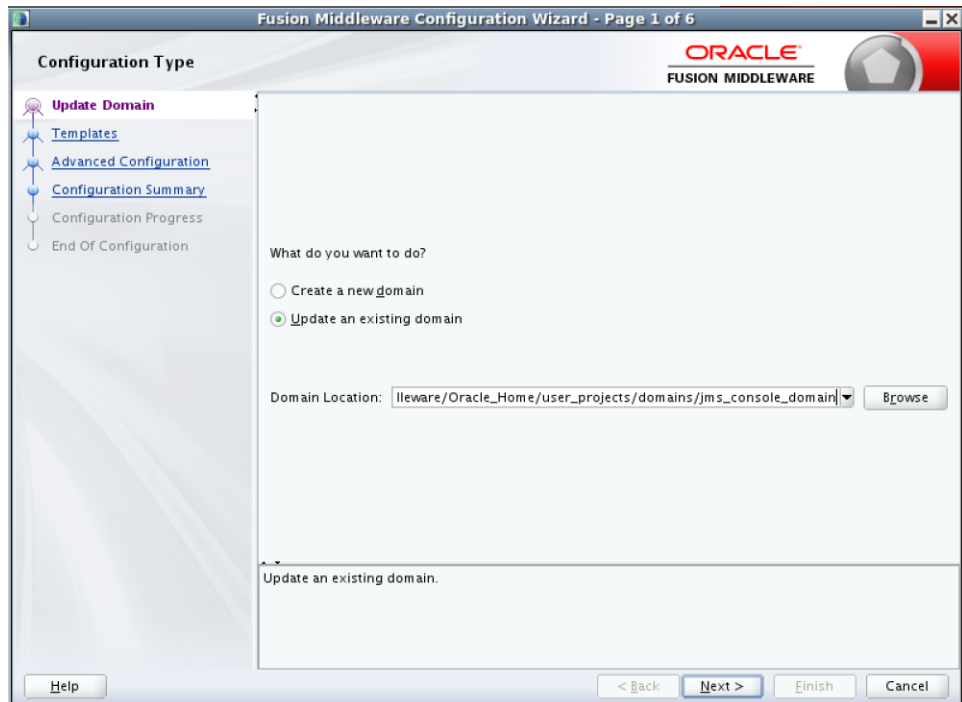 Fusion Middleware Configuration Wizard - Page 1 of 6
Configuration Type
ORACLE
FUSION MIDDLEWARE
Update Domain
Templates
Advanced Configuration
Configuration Summary
Configuration Progress
End Of Configuration
What do you want to do?
Create a new domain
Update an existing domain
Domain Location: lleware/Oracle_Home/user_projects/domains/jms_console_domain Browse
Update an existing domain.
Help < Back Next > Finish Cancel